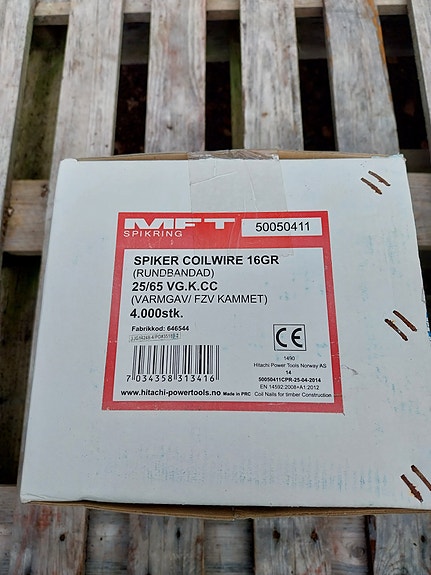 MFT
SPIKRING
50050411
SPIKER COILWIRE 16GR
(RUNDBANDAD)
25/65 VG.K.CC
(VARMGAV/ FZV KAMMET)
4.000stk.
Fabrikkod: 646544
CE
1490
Hitachi Power Tools Norway AS
14
50050411CPR-25-04-2014
EN 14592:2008+A1:2012
Coil Nails for timber Construction
7 034358 313416
www.hitachi-powertools.no Made in PRC